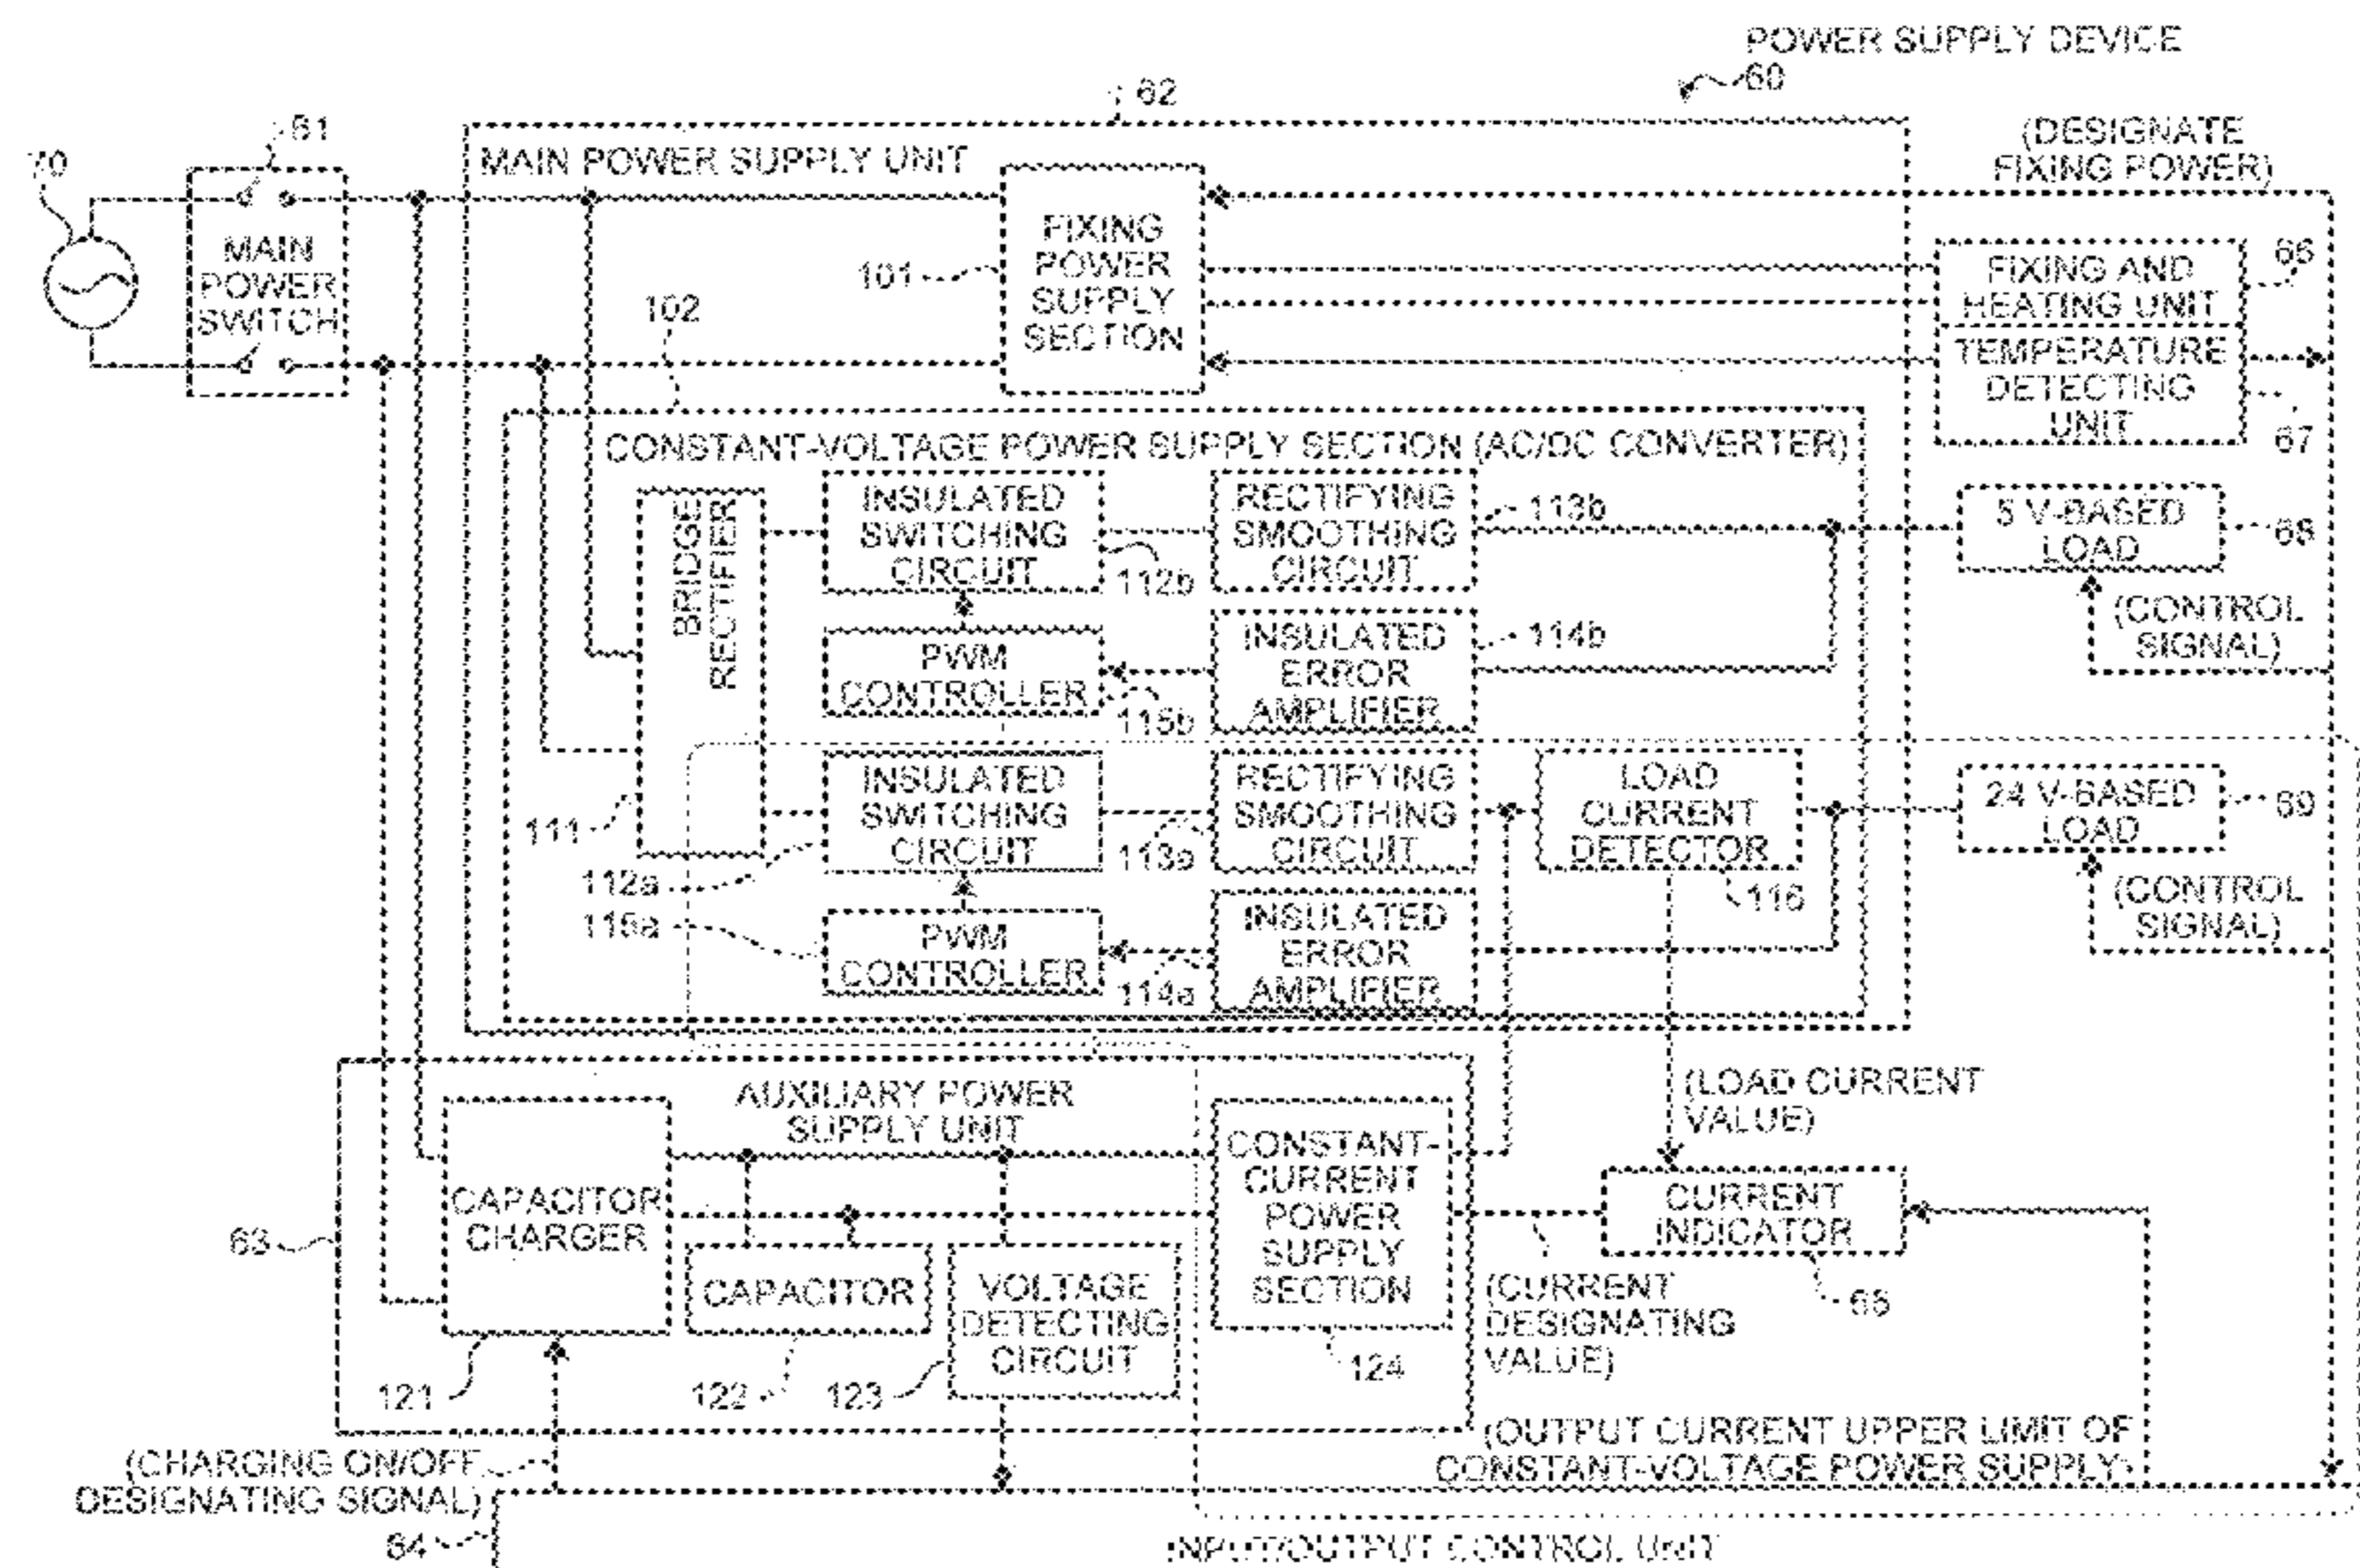 POWER SUPPLY DEVICE
60
62
61
70
MAIN POWER SUPPLY UNIT
(DESIGNATE
FIXING POWER)
MAIN
POWER
SWITCH
101
FIXING
POWER
SUPPLY
SECTION
FIXING AND
HEATING UNIT
66
TEMPERATURE
DETECTING
UNIT
67
102
CONSTANT-VOLTAGE POWER SUPPLY SECTION (AC/DC CONVERTER)
BRIDGE
RECTIFIER
INSULATED
SWITCHING
CIRCUIT
112b
RECTIFYING
SMOOTHING
CIRCUIT
113b
5 V-BASED
LOAD
68
(CONTROL
SIGNAL)
PWM
CONTROLLER
115b
INSULATED
ERROR
AMPLIFIER
114b
111
INSULATED
SWITCHING
CIRCUIT
112a
RECTIFYING
SMOOTHING
CIRCUIT
113a
LOAD
CURRENT
DETECTOR
116
24 V-BASED
LOAD
69
(CONTROL
SIGNAL)
115a
PWM
CONTROLLER
114a
INSULATED
ERROR
AMPLIFIER
AUXILIARY POWER
SUPPLY UNIT
(LOAD CURRENT
VALUE)
63
CAPACITOR
CHARGER
121
CAPACITOR
122
VOLTAGE
DETECTING
CIRCUIT
123
CONSTANT-
CURRENT
POWER
SUPPLY
SECTION
124
CURRENT
INDICATOR
65
(CURRENT
DESIGNATING
VALUE)
(OUTPUT CURRENT UPPER LIMIT OF
CONSTANT-VOLTAGE POWER SUPPLY)
(CHARGING ON/OFF
DESIGNATING SIGNAL)
64
INPUT/OUTPUT CONTROL UNIT